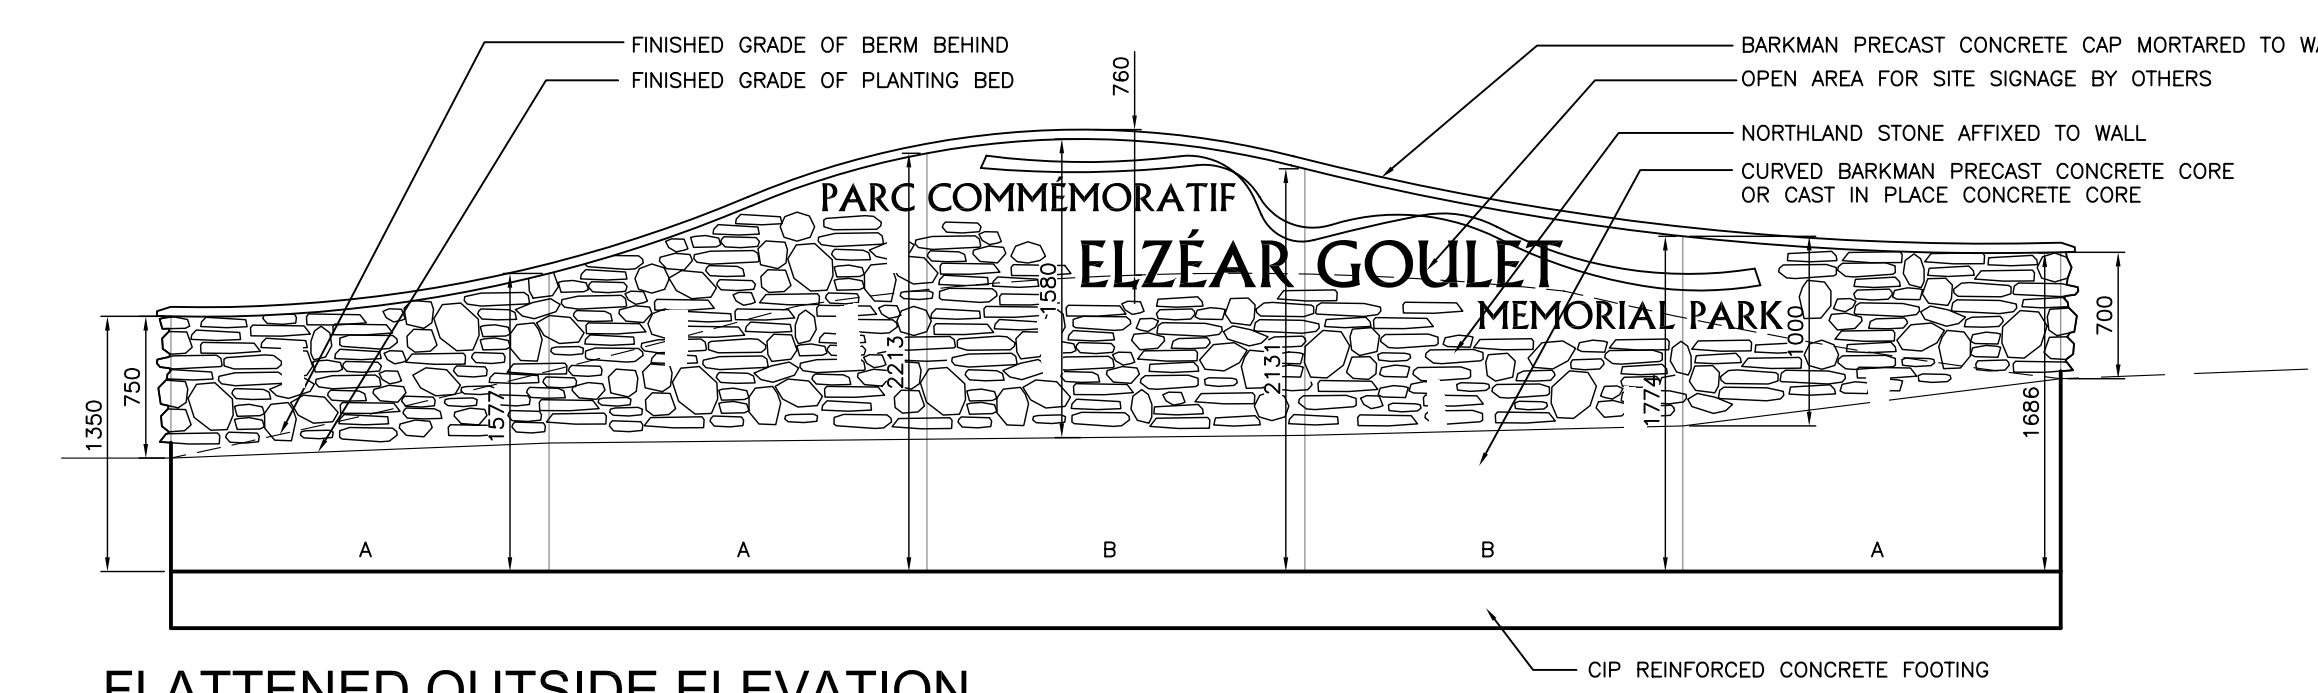 FINISHED GRADE OF BERM BEHIND
FINISHED GRADE OF PLANTING BED
760
BARKMAN PRECAST CONCRETE CAP MORTARED TO
OPEN AREA FOR SITE SIGNAGE BY OTHERS
NORTHLAND STONE AFFIXED TO WALL
CURVED BARKMAN PRECAST CONCRETE CORE
OR CAST IN PLACE CONCRETE CORE
PARC COMMÉMORATIF
ELZÉAR GOULET
MEMORIAL PARK
1350
750
1577
2213
1580
2131
1774
1000
1686
700
A
A
B
B
A
CIP REINFORCED CONCRETE FOOTING
FLATTENED OUTSIDE ELEVATION